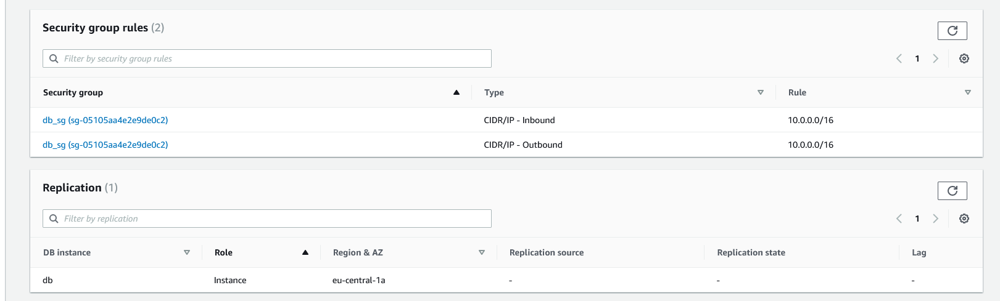 Security group rules (2)
Filter by security group rules
1
Security group Type Rule
db_sg (sg-05105aa4e2e9de0c2) CIDR/IP - Inbound 10.0.0.0/16
db_sg (sg-05105aa4e2e9de0c2) CIDR/IP - Outbound 10.0.0.0/16
Replication (1)
Filter by replication
1
DB instance Role Region & AZ Replication source Replication state Lag
db Instance eu-central-1a - - -